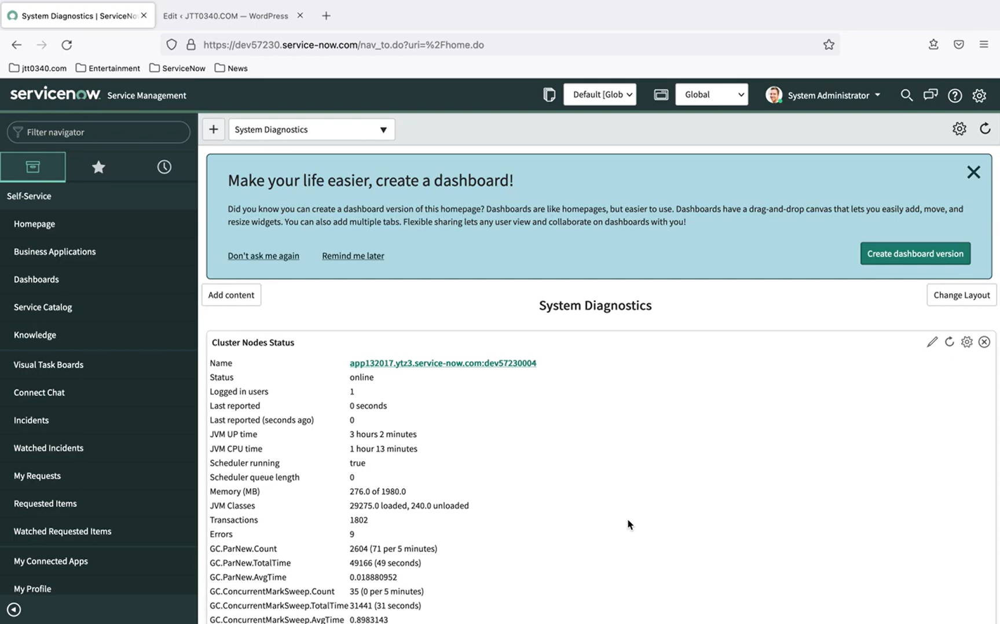 System Diagnostics | ServiceNo
Edit ‹ JTT0340.COM — WordPress
https://dev57230.service-now.com/nav_to.do?uri=%2Fhome.do
jtt0340.com
Entertainment
ServiceNow
News
servicenow Service Management
Default [Glob
Global
System Administrator
Filter navigator
System Diagnostics
Self-Service
Homepage
Business Applications
Dashboards
Service Catalog
Knowledge
Visual Task Boards
Connect Chat
Incidents
Watched Incidents
My Requests
Requested Items
Watched Requested Items
My Connected Apps
My Profile
Make your life easier, create a dashboard!
Did you know you can create a dashboard version of this homepage? Dashboards are like homepages, but easier to use. Dashboards have a drag-and-drop canvas that lets you easily add, move, and
resize widgets. You can also add multiple tabs. Flexible sharing lets any user view and collaborate on dashboards with you!
Don't ask me again
Remind me later
Create dashboard version
Add content
System Diagnostics
Change Layout
Cluster Nodes Status
Name app132017.ytz3.service-now.com:dev57230004
Status online
Logged in users 1
Last reported 0 seconds
Last reported (seconds ago) 0
JVM UP time 3 hours 2 minutes
JVM CPU time 1 hour 13 minutes
Scheduler running true
Scheduler queue length 0
Memory (MB) 276.0 of 1980.0
JVM Classes 29275.0 loaded, 240.0 unloaded
Transactions 1802
Errors 9
GC.ParNew.Count 2604 (71 per 5 minutes)
GC.ParNew.TotalTime 49166 (49 seconds)
GC.ParNew.AvgTime 0.018880952
GC.ConcurrentMarkSweep.Count 35 (0 per 5 minutes)
GC.ConcurrentMarkSweep.TotalTime 31441 (31 seconds)
GC.ConcurrentMarkSweep.AvgTime 0.8983143